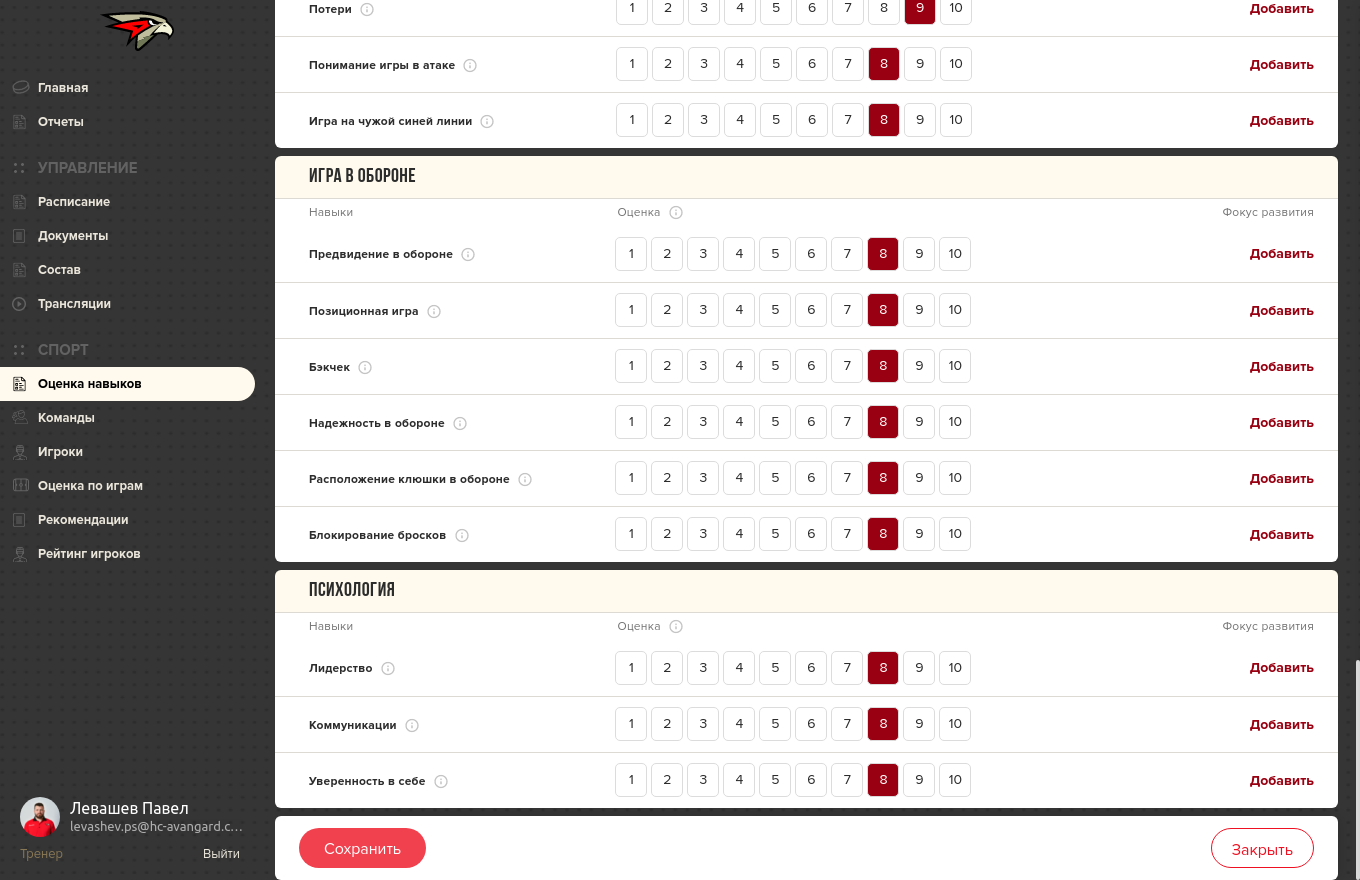 Главная
Отчеты
УПРАВЛЕНИЕ
Расписание
Документы
Состав
Трансляции
СПОРТ
Оценка навыков
Команды
Игроки
Оценка по играм
Рекомендации
Рейтинг игроков
Левашев Павел
levashev.ps@hc-avangard.c...
Тренер Выйти
Потери 1 2 3 4 5 6 7 8 9 10 Добавить
Понимание игры в атаке 1 2 3 4 5 6 7 8 9 10 Добавить
Игра на чужой синей линии 1 2 3 4 5 6 7 8 9 10 Добавить
ИГРА В ОБОРОНЕ
Навыки Оценка Фокус развития
Предвидение в обороне 1 2 3 4 5 6 7 8 9 10 Добавить
Позиционная игра 1 2 3 4 5 6 7 8 9 10 Добавить
Бэкчек 1 2 3 4 5 6 7 8 9 10 Добавить
Надежность в обороне 1 2 3 4 5 6 7 8 9 10 Добавить
Расположение клюшки в обороне 1 2 3 4 5 6 7 8 9 10 Добавить
Блокирование бросков 1 2 3 4 5 6 7 8 9 10 Добавить
ПСИХОЛОГИЯ
Навыки Оценка Фокус развития
Лидерство 1 2 3 4 5 6 7 8 9 10 Добавить
Коммуникации 1 2 3 4 5 6 7 8 9 10 Добавить
Уверенность в себе 1 2 3 4 5 6 7 8 9 10 Добавить
Сохранить Закрыть